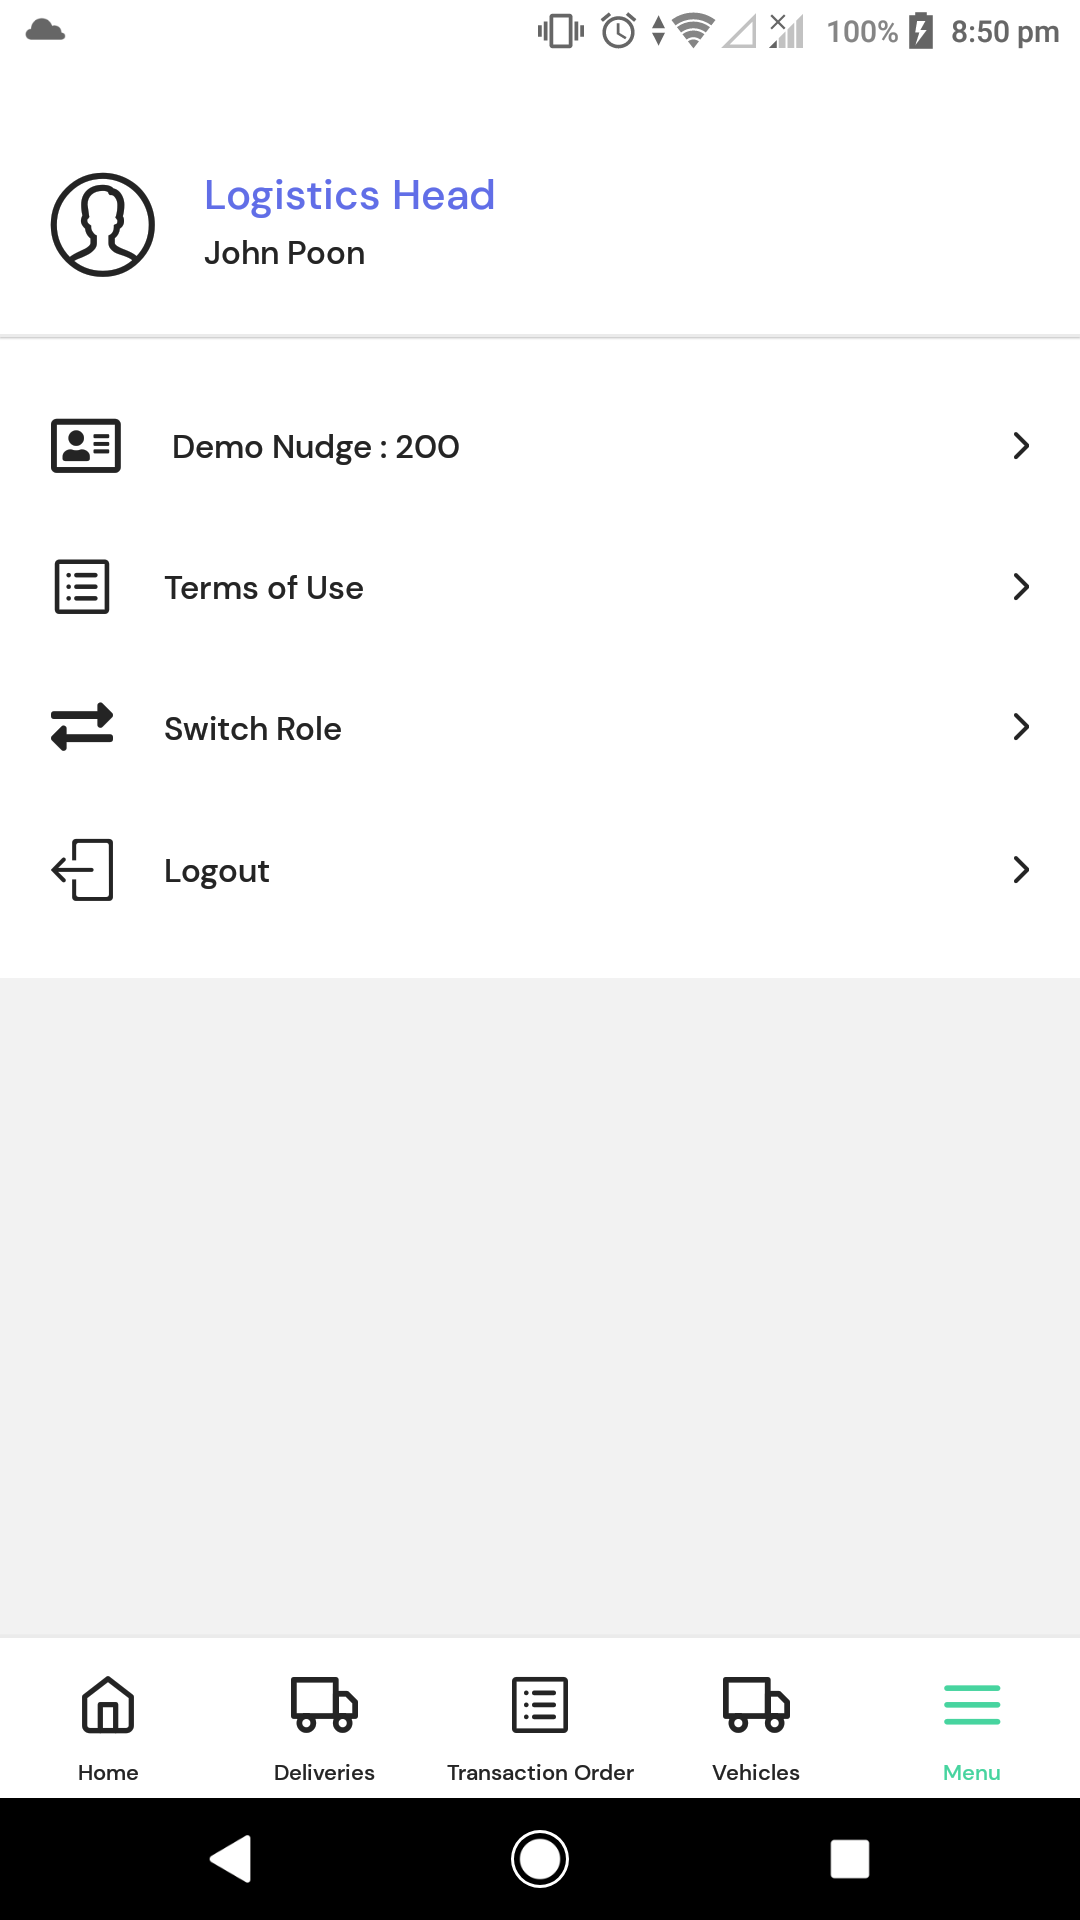 100% 8:50 pm
Logistics Head
John Poon
Demo Nudge : 200
Terms of Use
Switch Role
Logout
Home Deliveries Transaction Order Vehicles Menu